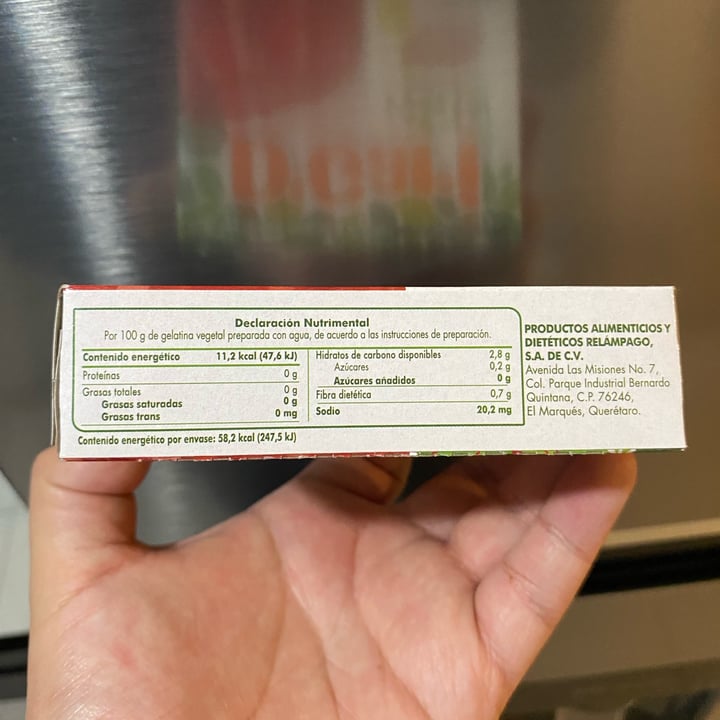 Declaración Nutrimental
Por 100 g de gelatina vegetal preparada con agua, de acuerdo a las instrucciones de preparación.
Contenido energético 11,2 kcal (47,6 kJ)
Proteínas 0 g
Grasas totales 0 g
Grasas saturadas 0 g
Grasas trans 0 mg
Hidratos de carbono disponibles 2,8 g
Azúcares 0,2 g
Azúcares añadidos 0 g
Fibra dietética 0,7 g
Sodio 20,2 mg
Contenido energético por envase: 58,2 kcal (247,5 kJ)
PRODUCTOS ALIMENTICIOS Y
DIETÉTICOS RELÁMPAGO,
S.A. DE C.V.
Avenida Las Misiones No. 7,
Col. Parque Industrial Bernardo
Quintana, C.P. 76246,
El Marqués, Querétaro.